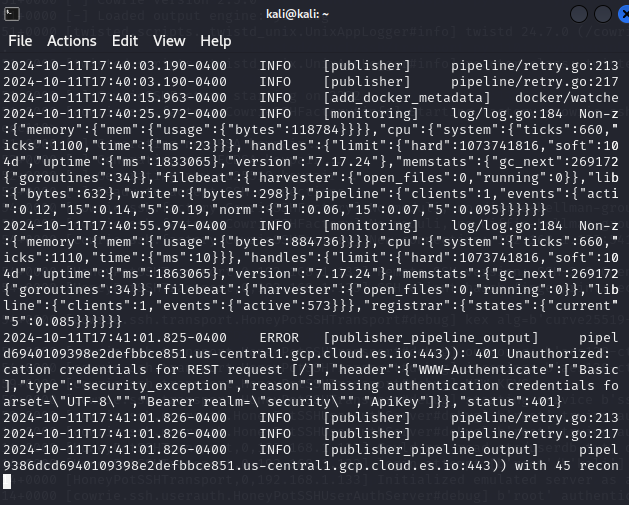 kali@kali: ~
File Actions Edit View Help
2024-10-11T17:40:03.190-0400 INFO [publisher] pipeline/retry.go:213
2024-10-11T17:40:03.190-0400 INFO [publisher] pipeline/retry.go:217
2024-10-11T17:40:15.963-0400 INFO [add_docker_metadata] docker/watche
2024-10-11T17:40:25.972-0400 INFO [monitoring] log/log.go:184 Non-z
:{"memory":{"mem":{"usage":{"bytes":118784}}}},"cpu":{"system":{"ticks":660,"
icks":1100,"time":{"ms":23}}},"handles":{"limit":{"hard":1073741816,"soft":10
4d","uptime":{"ms":1833065},"version":"7.17.24"},"memstats":{"gc_next":269172
{"goroutines":34}},"filebeat":{"harvester":{"open_files":0,"running":0}},"lib
{"bytes":632},"write":{"bytes":298}},"pipeline":{"clients":1,"events":{"acti
":0.12,"15":0.14,"5":0.19,"norm":{"1":0.06,"15":0.07,"5":0.095}}}}}}
2024-10-11T17:40:55.974-0400 INFO [monitoring] log/log.go:184 Non-z
:{"memory":{"mem":{"usage":{"bytes":884736}}}},"cpu":{"system":{"ticks":660,"
icks":1110,"time":{"ms":10}}},"handles":{"limit":{"hard":1073741816,"soft":10
4d","uptime":{"ms":1863065},"version":"7.17.24"},"memstats":{"gc_next":269172
{"goroutines":34}},"filebeat":{"harvester":{"open_files":0,"running":0}},"lib
line":{"clients":1,"events":{"active":573}}},"registrar":{"states":{"current"
"5":0.085}}}}}}
2024-10-11T17:41:01.825-0400 ERROR [publisher_pipeline_output] pipel
d6940109398e2defbbce851.us-central1.gcp.cloud.es.io:443)): 401 Unauthorized:
cation credentials for REST request [/]","header":{"WWW-Authenticate":["Basic
],"type":"security_exception","reason":"missing authentication credentials fo
arset=\"UTF-8\"","Bearer realm=\"security\"","ApiKey"]}},"status":401}
2024-10-11T17:41:01.826-0400 INFO [publisher] pipeline/retry.go:213
2024-10-11T17:41:01.826-0400 INFO [publisher] pipeline/retry.go:217
2024-10-11T17:41:01.826-0400 INFO [publisher_pipeline_output] pipel
9386dcd6940109398e2defbbce851.us-central1.gcp.cloud.es.io:443)) with 45 recon